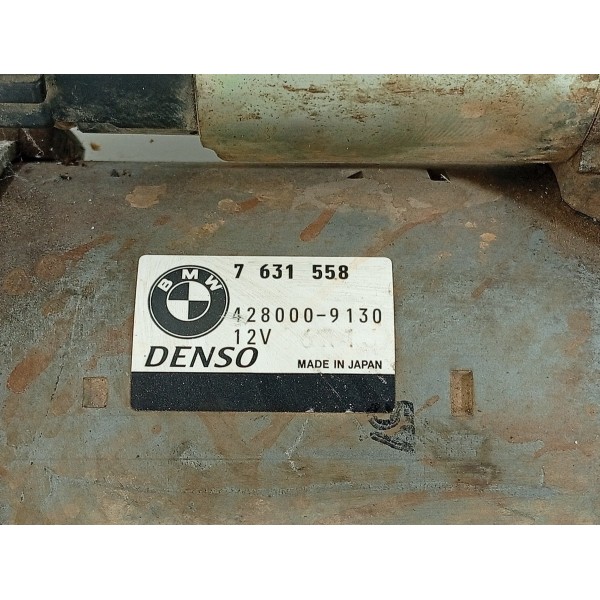 BMW
7 631 558
428000-9130
12V
DENSO
MADE IN JAPAN